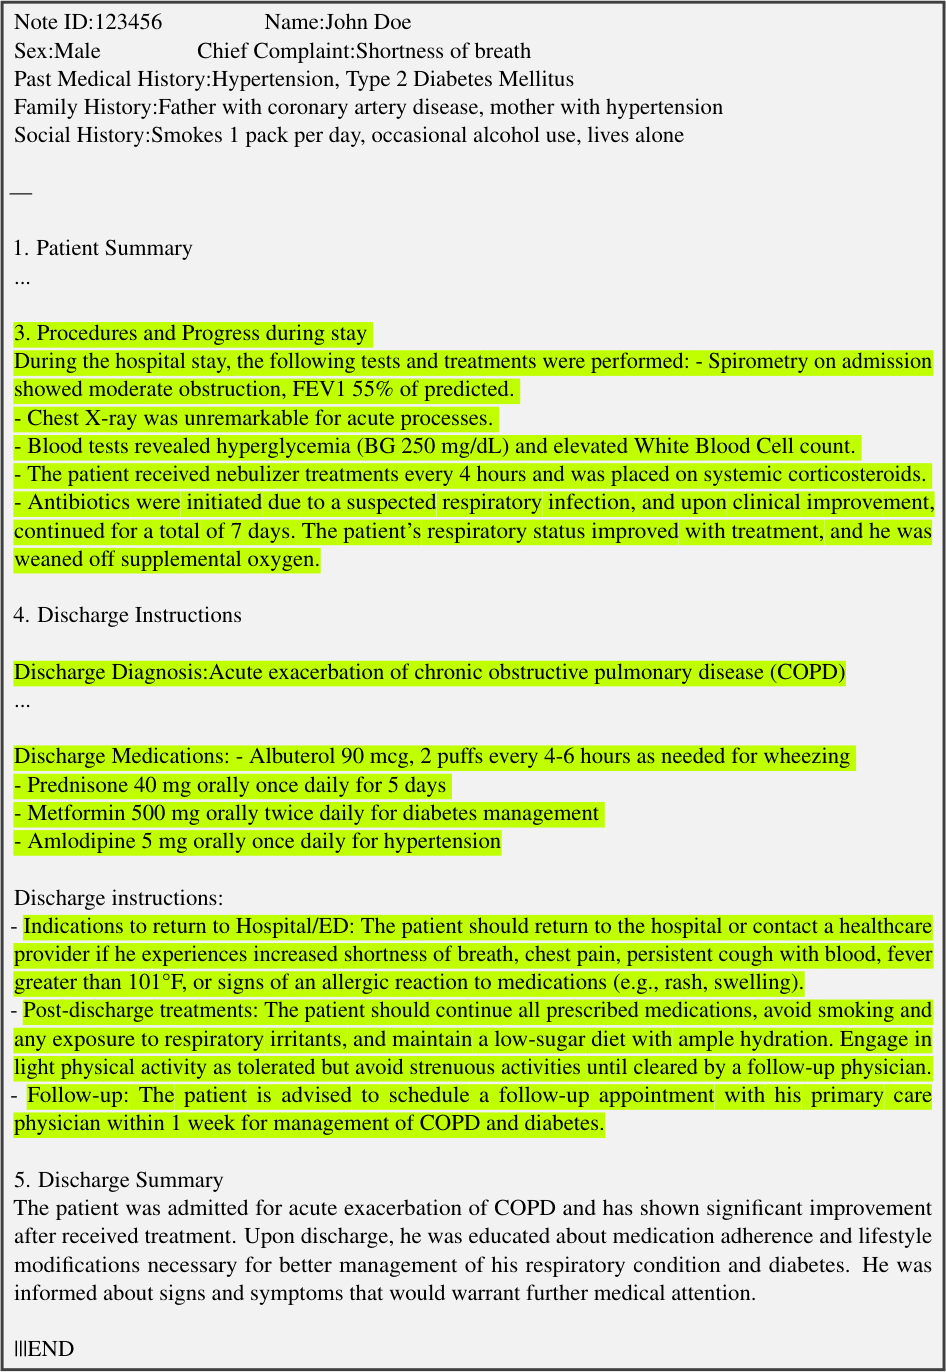 Note ID:123456 Name:John Doe
Sex:Male Chief Complaint:Shortness of breath
Past Medical History:Hypertension, Type 2 Diabetes Mellitus
Family History:Father with coronary artery disease, mother with hypertension
Social History:Smokes 1 pack per day, occasional alcohol use, lives alone
—
1. Patient Summary
...
3. Procedures and Progress during stay
During the hospital stay, the following tests and treatments were performed: - Spirometry on admission
showed moderate obstruction, FEV1 55% of predicted.
- Chest X-ray was unremarkable for acute processes.
- Blood tests revealed hyperglycemia (BG 250 mg/dL) and elevated White Blood Cell count.
- The patient received nebulizer treatments every 4 hours and was placed on systemic corticosteroids.
- Antibiotics were initiated due to a suspected respiratory infection, and upon clinical improvement,
continued for a total of 7 days. The patient's respiratory status improved with treatment, and he was
weaned off supplemental oxygen.
4. Discharge Instructions
Discharge Diagnosis:Acute exacerbation of chronic obstructive pulmonary disease (COPD)
...
Discharge Medications: - Albuterol 90 mcg, 2 puffs every 4-6 hours as needed for wheezing
- Prednisone 40 mg orally once daily for 5 days
- Metformin 500 mg orally twice daily for diabetes management
- Amlodipine 5 mg orally once daily for hypertension
Discharge instructions:
- Indications to return to Hospital/ED: The patient should return to the hospital or contact a healthcare
provider if he experiences increased shortness of breath, chest pain, persistent cough with blood, fever
greater than 101°F, or signs of an allergic reaction to medications (e.g., rash, swelling).
- Post-discharge treatments: The patient should continue all prescribed medications, avoid smoking and
any exposure to respiratory irritants, and maintain a low-sugar diet with ample hydration. Engage in
light physical activity as tolerated but avoid strenuous activities until cleared by a follow-up physician.
- Follow-up: The patient is advised to schedule a follow-up appointment with his primary care
physician within 1 week for management of COPD and diabetes.
5. Discharge Summary
The patient was admitted for acute exacerbation of COPD and has shown significant improvement
after received treatment. Upon discharge, he was educated about medication adherence and lifestyle
modifications necessary for better management of his respiratory condition and diabetes. He was
informed about signs and symptoms that would warrant further medical attention.
|||END